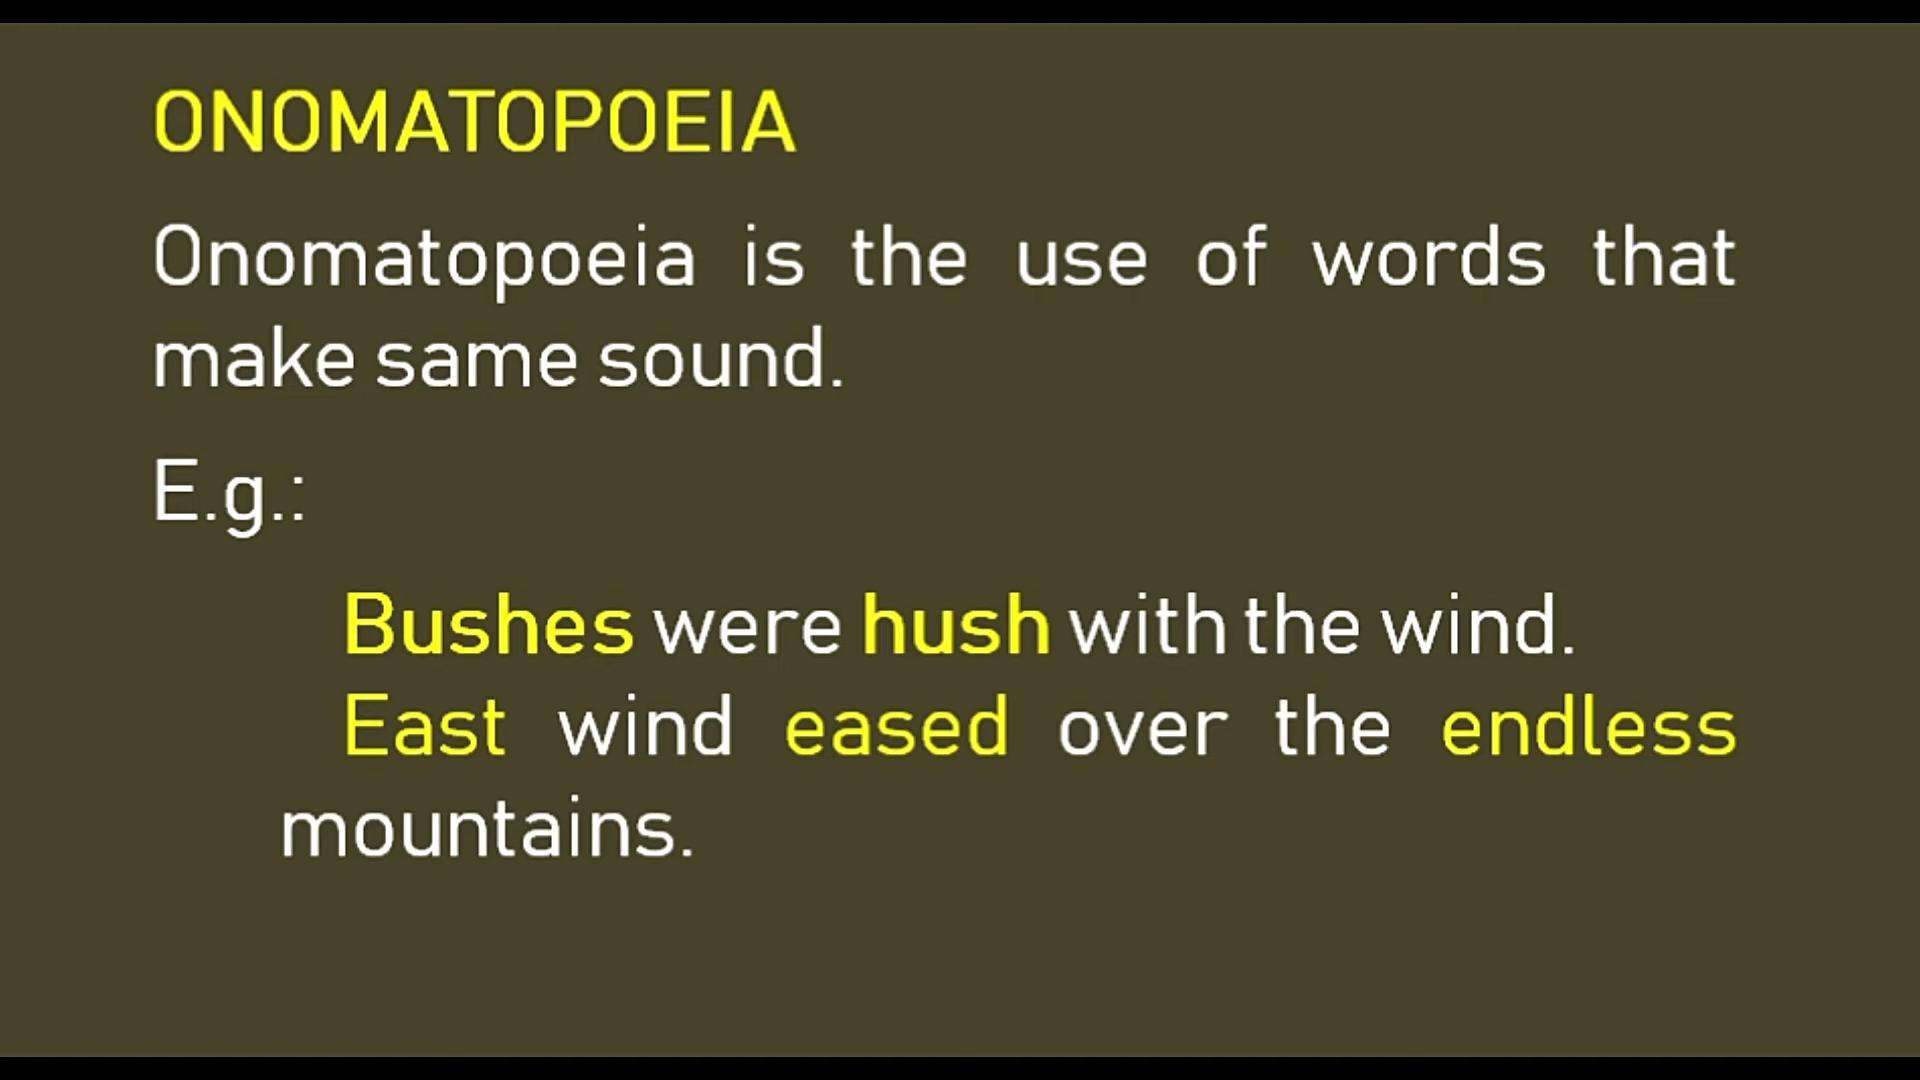 ONOMATOPOEIA
Onomatopoeia is the use of words that
make same sound.
E.g.:
Bushes were hush with the wind.
East wind eased over the endless
mountains.